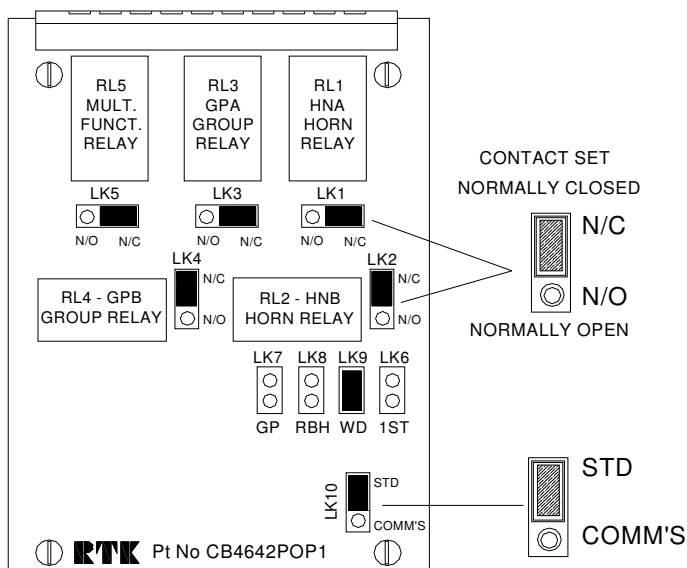 RL5
MULT.
FUNCT.
RELAY
RL3
GPA
GROUP
RELAY
RL1
HNA
HORN
RELAY
LK5
N/O N/C
LK3
N/O N/C
LK1
N/O N/C
LK4
N/C
N/O
LK2
N/C
N/O
RL4 - GPB
GROUP RELAY
RL2 - HNB
HORN RELAY
LK7 LK8 LK9 LK6
GP RBH WD 1ST
LK10
STD
COMM'S
RTK Pt No CB4642POP1
CONTACT SET
NORMALLY CLOSED
N/C
N/O
NORMALLY OPEN
STD
COMM'S